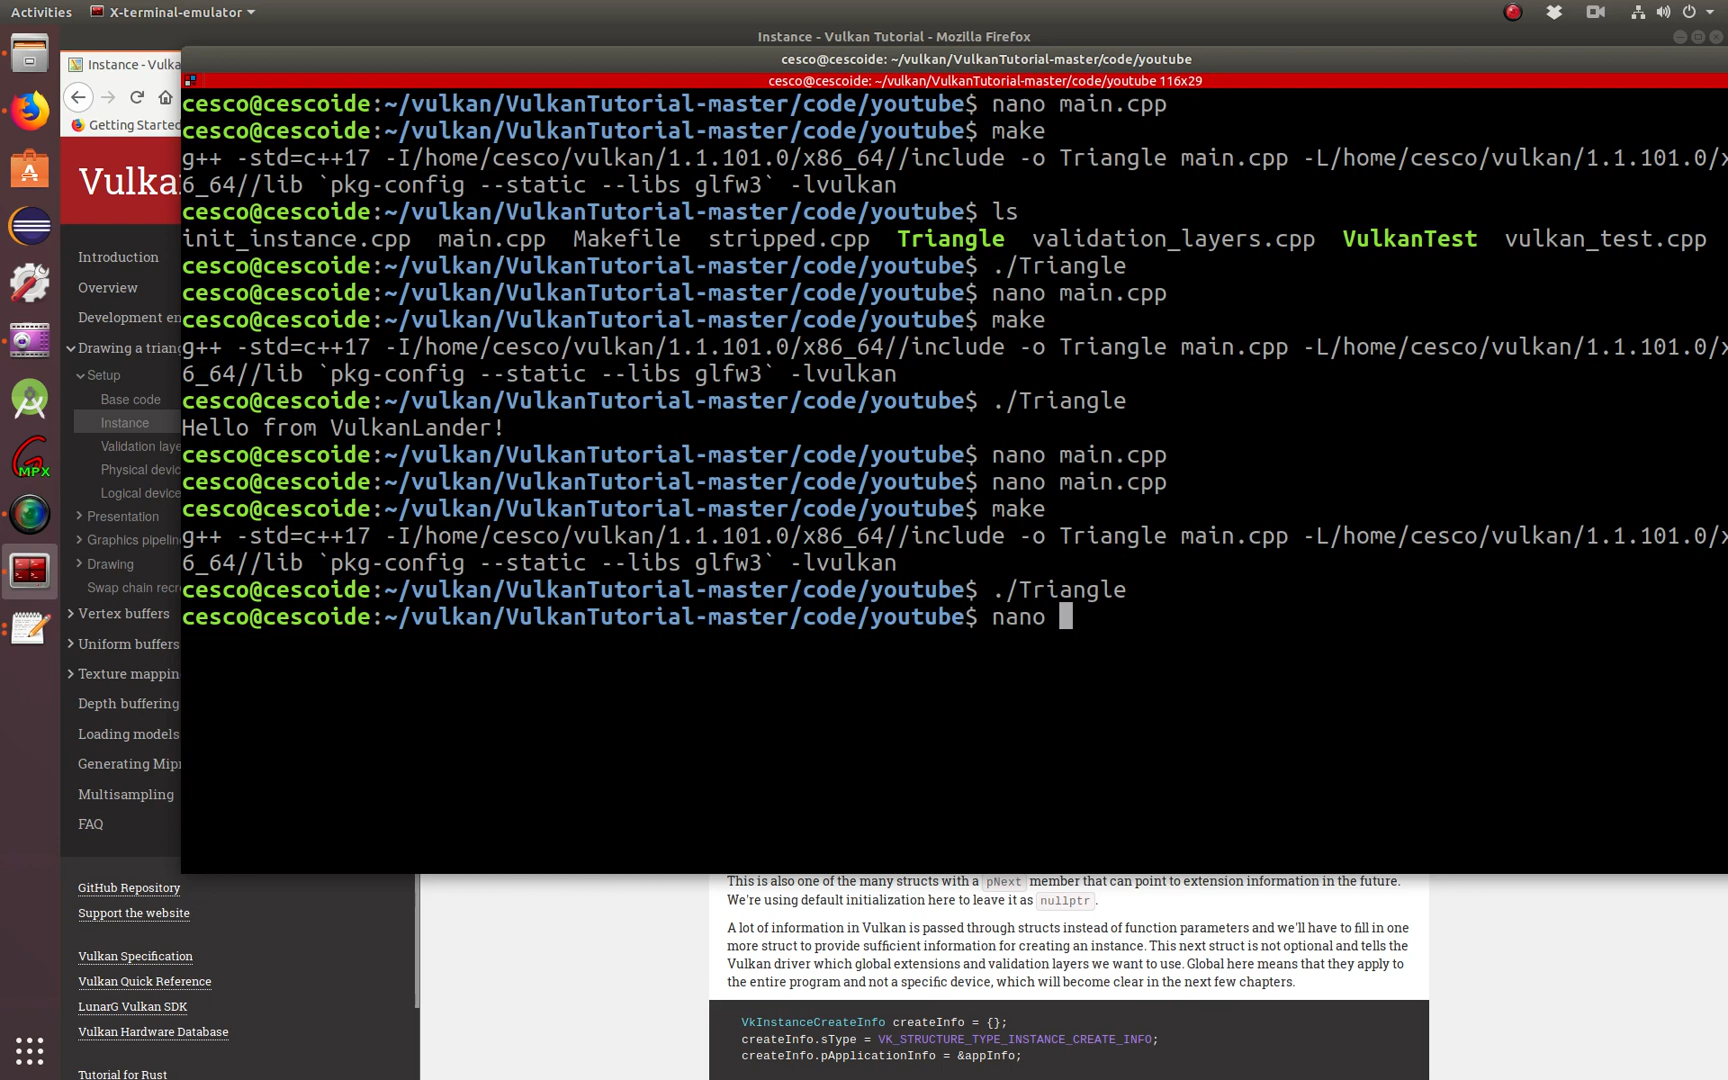 Activities X-terminal-emulator
Instance - Vulkan Tutorial - Mozilla Firefox
Instance - Vulka
cesco@cescoide: ~/vulkan/VulkanTutorial-master/code/youtube
cesco@cescoide: ~/vulkan/VulkanTutorial-master/code/youtube 116x29
Getting Started
cesco@cescoide:~/vulkan/VulkanTutorial-master/code/youtube$ nano main.cpp
cesco@cescoide:~/vulkan/VulkanTutorial-master/code/youtube$ make
g++ -std=c++17 -I/home/cesco/vulkan/1.1.101.0/x86_64//include -o Triangle main.cpp -L/home/cesco/vulkan/1.1.101.0/x
6_64//lib `pkg-config --static --libs glfw3` -lvulkan
cesco@cescoide:~/vulkan/VulkanTutorial-master/code/youtube$ ls
init_instance.cpp main.cpp Makefile stripped.cpp Triangle validation_layers.cpp VulkanTest vulkan_test.cpp
cesco@cescoide:~/vulkan/VulkanTutorial-master/code/youtube$ ./Triangle
cesco@cescoide:~/vulkan/VulkanTutorial-master/code/youtube$ nano main.cpp
cesco@cescoide:~/vulkan/VulkanTutorial-master/code/youtube$ make
g++ -std=c++17 -I/home/cesco/vulkan/1.1.101.0/x86_64//include -o Triangle main.cpp -L/home/cesco/vulkan/1.1.101.0/x
6_64//lib `pkg-config --static --libs glfw3` -lvulkan
cesco@cescoide:~/vulkan/VulkanTutorial-master/code/youtube$ ./Triangle
Hello from VulkanLander!
cesco@cescoide:~/vulkan/VulkanTutorial-master/code/youtube$ nano main.cpp
cesco@cescoide:~/vulkan/VulkanTutorial-master/code/youtube$ nano main.cpp
cesco@cescoide:~/vulkan/VulkanTutorial-master/code/youtube$ make
g++ -std=c++17 -I/home/cesco/vulkan/1.1.101.0/x86_64//include -o Triangle main.cpp -L/home/cesco/vulkan/1.1.101.0/x
6_64//lib `pkg-config --static --libs glfw3` -lvulkan
cesco@cescoide:~/vulkan/VulkanTutorial-master/code/youtube$ ./Triangle
cesco@cescoide:~/vulkan/VulkanTutorial-master/code/youtube$ nano
Vulka
Introduction
Overview
Development en
Drawing a triang
Setup
Base code
Instance
Validation laye
Physical devic
Logical device
Presentation
Graphics pipelin
Drawing
Swap chain recr
Vertex buffers
Uniform buffers
Texture mappin
Depth buffering
Loading models
Generating Mipr
Multisampling
FAQ
GitHub Repository
Support the website
Vulkan Specification
Vulkan Quick Reference
LunarG Vulkan SDK
Vulkan Hardware Database
Tutorial for Rust
MPX
This is also one of the many structs with a pNext member that can point to extension information in the future.
We're using default initialization here to leave it as nullptr.
A lot of information in Vulkan is passed through structs instead of function parameters and we'll have to fill in one
more struct to provide sufficient information for creating an instance. This next struct is not optional and tells the
Vulkan driver which global extensions and validation layers we want to use. Global here means that they apply to
the entire program and not a specific device, which will become clear in the next few chapters.
VkInstanceCreateInfo createInfo = {};
createInfo.sType = VK_STRUCTURE_TYPE_INSTANCE_CREATE_INFO;
createInfo.pApplicationInfo = &appInfo;